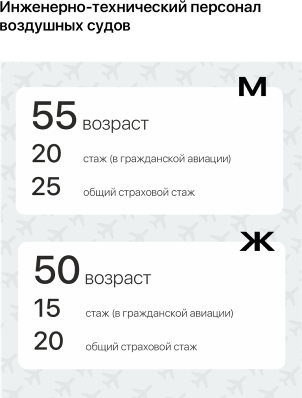 Инженерно-технический персонал
воздушных судов
М
55 возраст
20 стаж (в гражданской авиации)
25 общий страховой стаж
Ж
50 возраст
15 стаж (в гражданской авиации)
20 общий страховой стаж